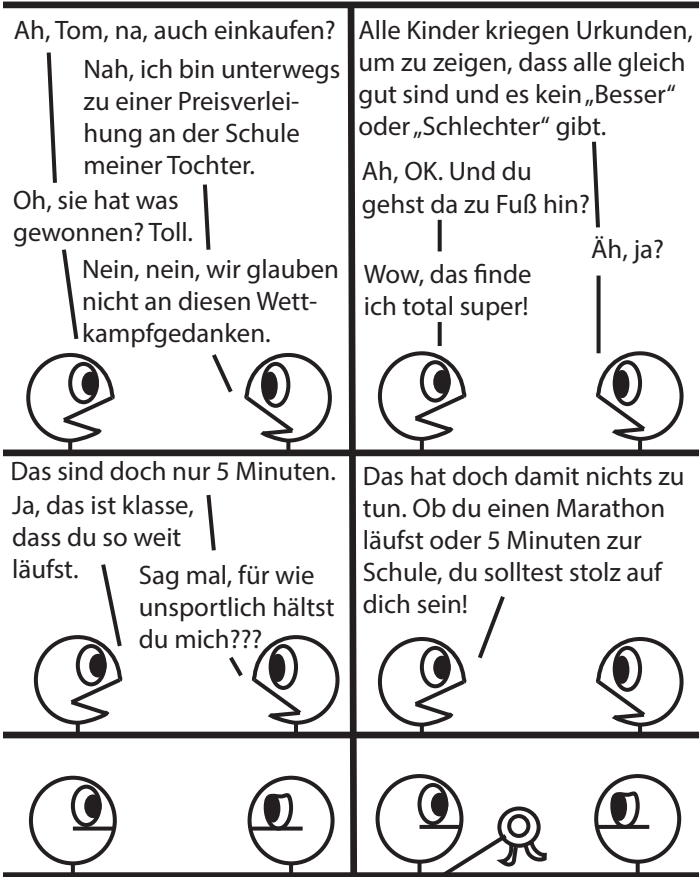 Ah, Tom, na, auch einkaufen?
Nah, ich bin unterwegs
zu einer Preisverlei-
hung an der Schule
meiner Tochter.
Oh, sie hat was
gewonnen? Toll.
Nein, nein, wir glauben
nicht an diesen Wett-
kampfgedanken.
Alle Kinder kriegen Urkunden,
um zu zeigen, dass alle gleich
gut sind und es kein „Besser“
oder „Schlechter“ gibt.
Ah, OK. Und du
gehst da zu Fuß hin?
Äh, ja?
Wow, das finde
ich total super!
Das sind doch nur 5 Minuten.
Ja, das ist klasse,
dass du so weit
läufst.
Sag mal, für wie
unsportlich hältst
du mich???
Das hat doch damit nichts zu
tun. Ob du einen Marathon
läufst oder 5 Minuten zur
Schule, du solltest stolz auf
dich sein!